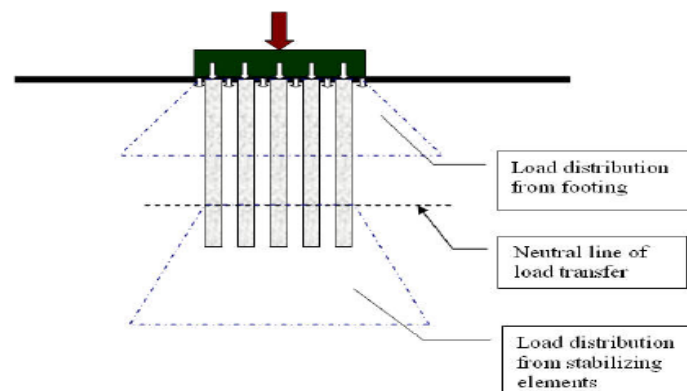 Load distribution
from footing
Neutral line of
load transfer
Load distribution
from stabilizing
elements